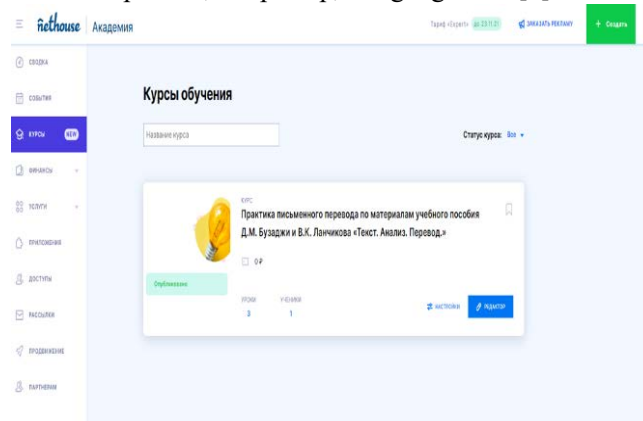 nethouse Академия
Тариф «Expert» до 23.11.21
ЗАКАЗАТЬ РЕКЛАМУ
+ Создать
СВОДКА
СОБЫТИЯ
КУРСЫ NEW
ФИНАНСЫ
УСЛУГИ
ПРИЛОЖЕНИЯ
ДОСТУПЫ
РАССЫЛКИ
ПРОДВИЖЕНИЕ
ПАРТНЕРАМ
Курсы обучения
Название курса
Статус курса: Все
КУРС
Практика письменного перевода по материалам учебного пособия
Д.М. Бузаджи и В.К. Ланчикова «Текст. Анализ. Перевод.»
0 ₽
Опубликован
УРОКИ УЧЕНИКИ
3 1
НАСТРОЙКИ
РЕДАКТОР